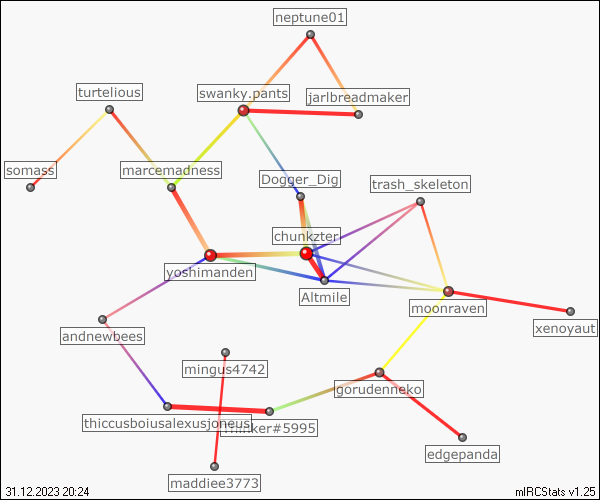 neptune01
turtelious
swanky.pants
jarlbreadmaker
somass
marcemadness
Dogger_Dig
trash_skeleton
chunkzter
yoshimanden
Altmile
moonraven
xenoyaut
andnewbees
mingus4742
gorudenneko
thiccusboiusalexusjoneus
#5995
edgepanda
maddiee3773
31.12.2023 20:24
mIRCStats v1.25